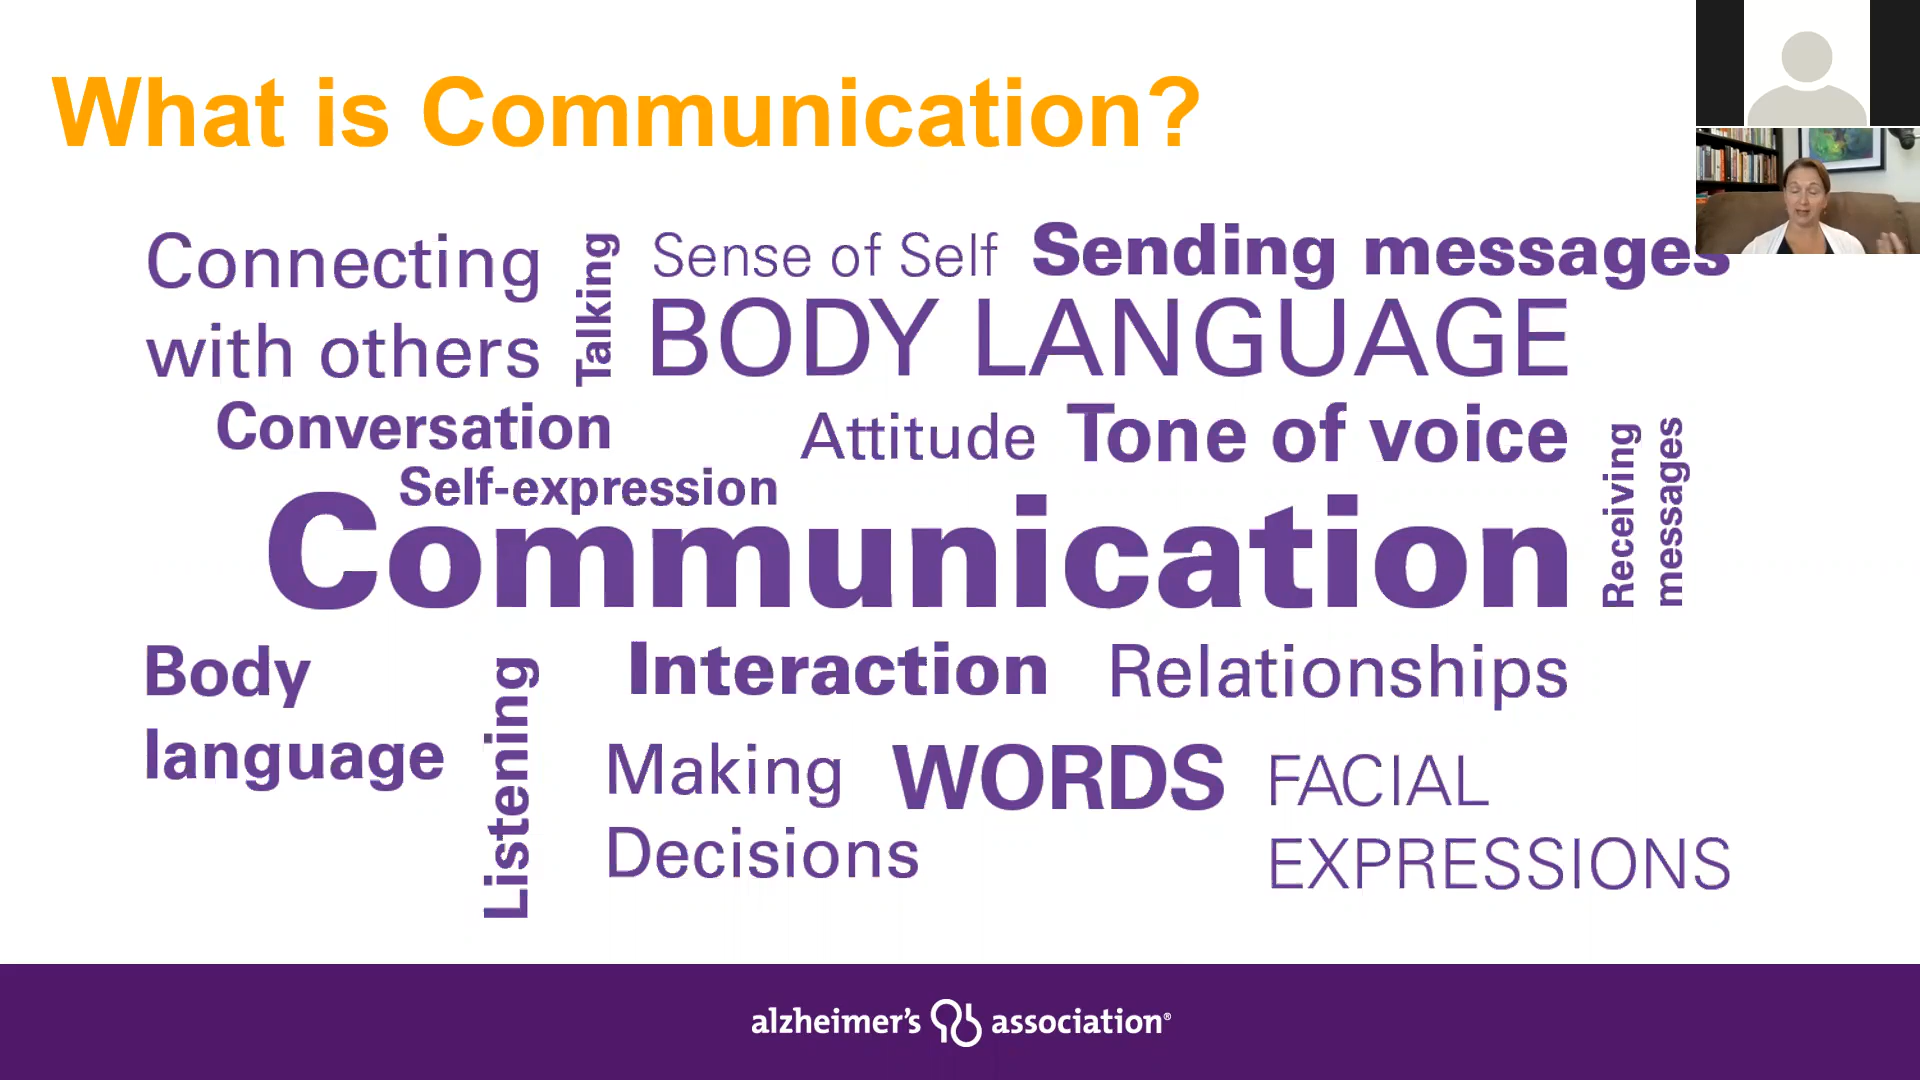 What is Communication?
Connecting
with others
Talking
Sense of Self
Sending messages
BODY LANGUAGE
Conversation
Attitude
Tone of voice
Self-expression
Communication
Receiving
messages
Body
language
Listening
Interaction
Relationships
Making
Decisions
WORDS
FACIAL
EXPRESSIONS
alzheimer's association®